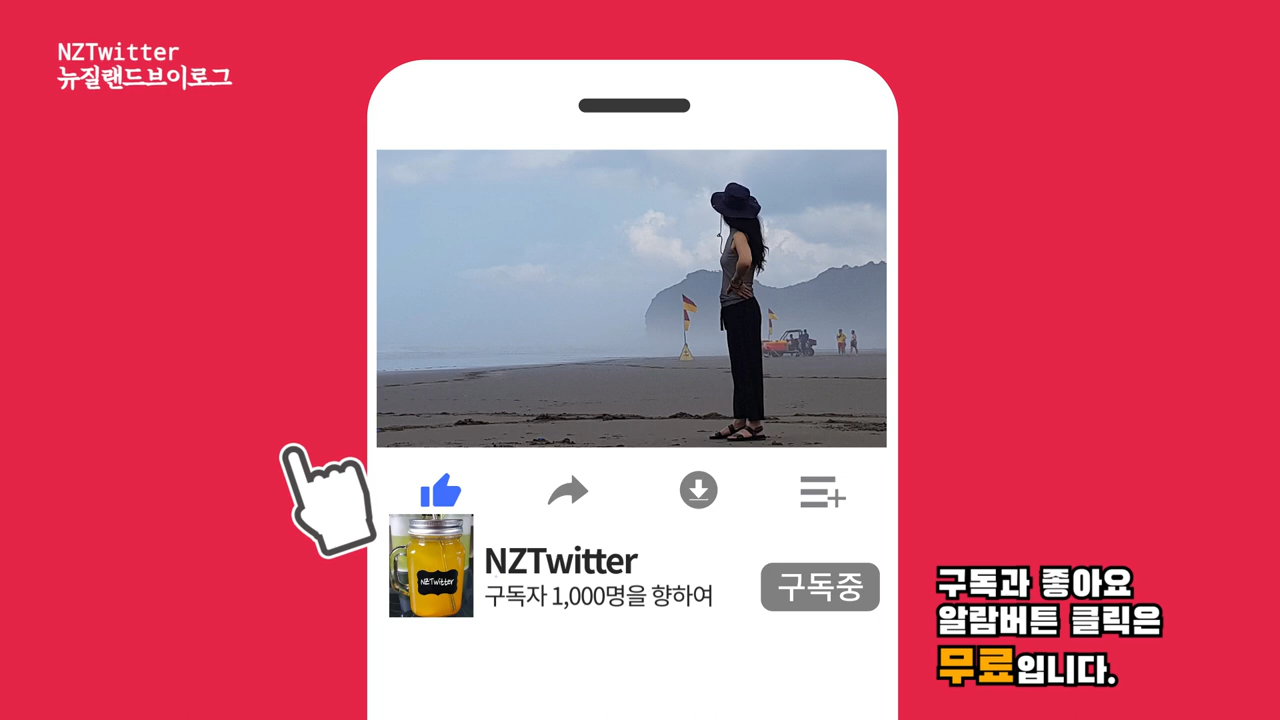 NZTwitter
뉴질랜드브이로그
NZTwitter
NZTwitter
구독자 1,000명을 향하여
구독중
구독과 좋아요
알람버튼 클릭은
무료입니다.